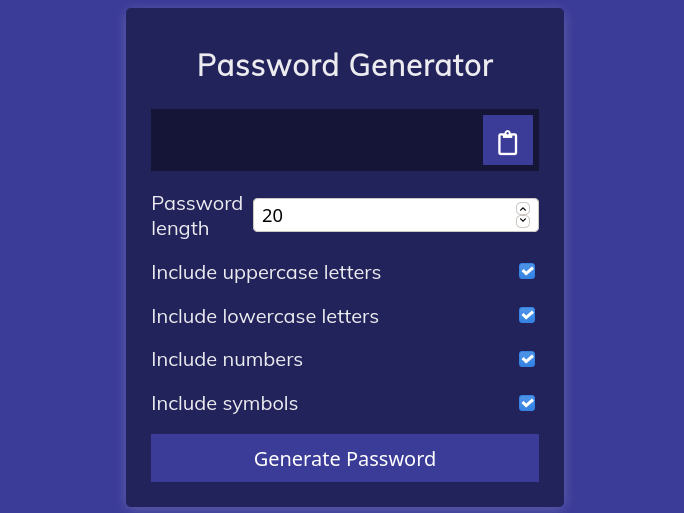 Password Generator
Password
length
20
Include uppercase letters
Include lowercase letters
Include numbers
Include symbols
Generate Password